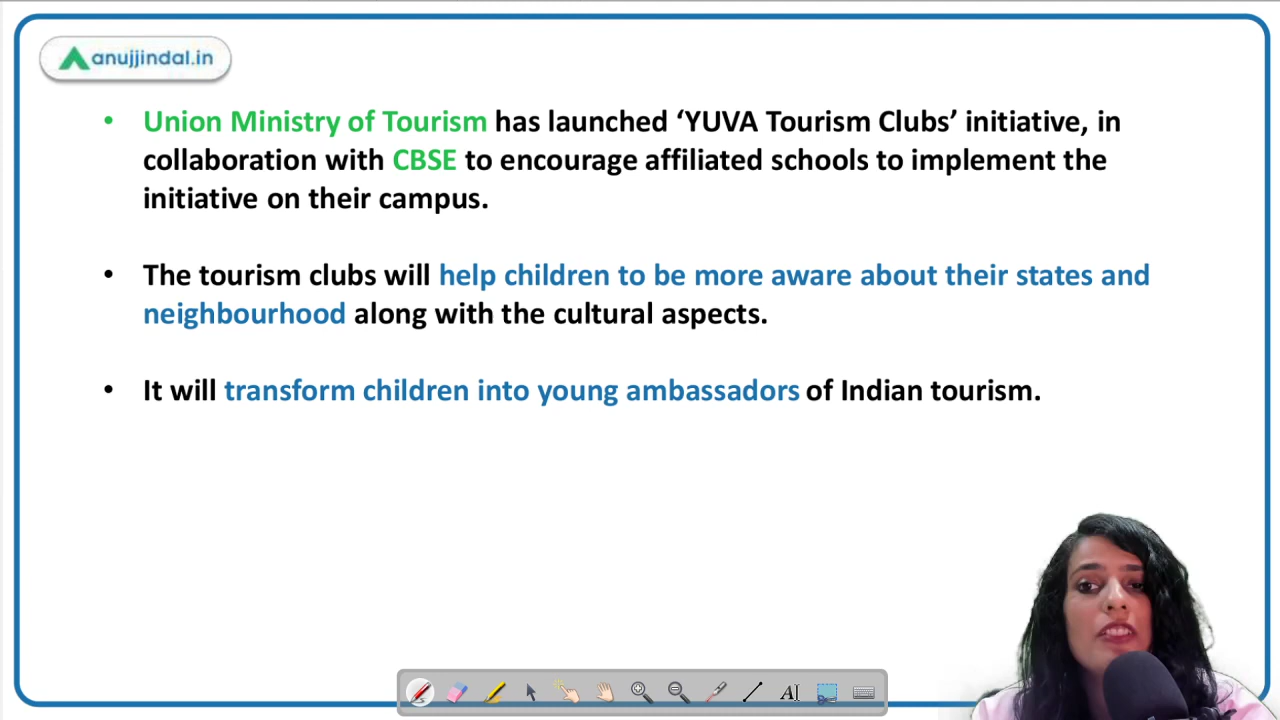 anujjindal.in
• Union Ministry of Tourism has launched ‘YUVA Tourism Clubs’ initiative, in
collaboration with CBSE to encourage affiliated schools to implement the
initiative on their campus.
• The tourism clubs will help children to be more aware about their states and
neighbourhood along with the cultural aspects.
• It will transform children into young ambassadors of Indian tourism.
A